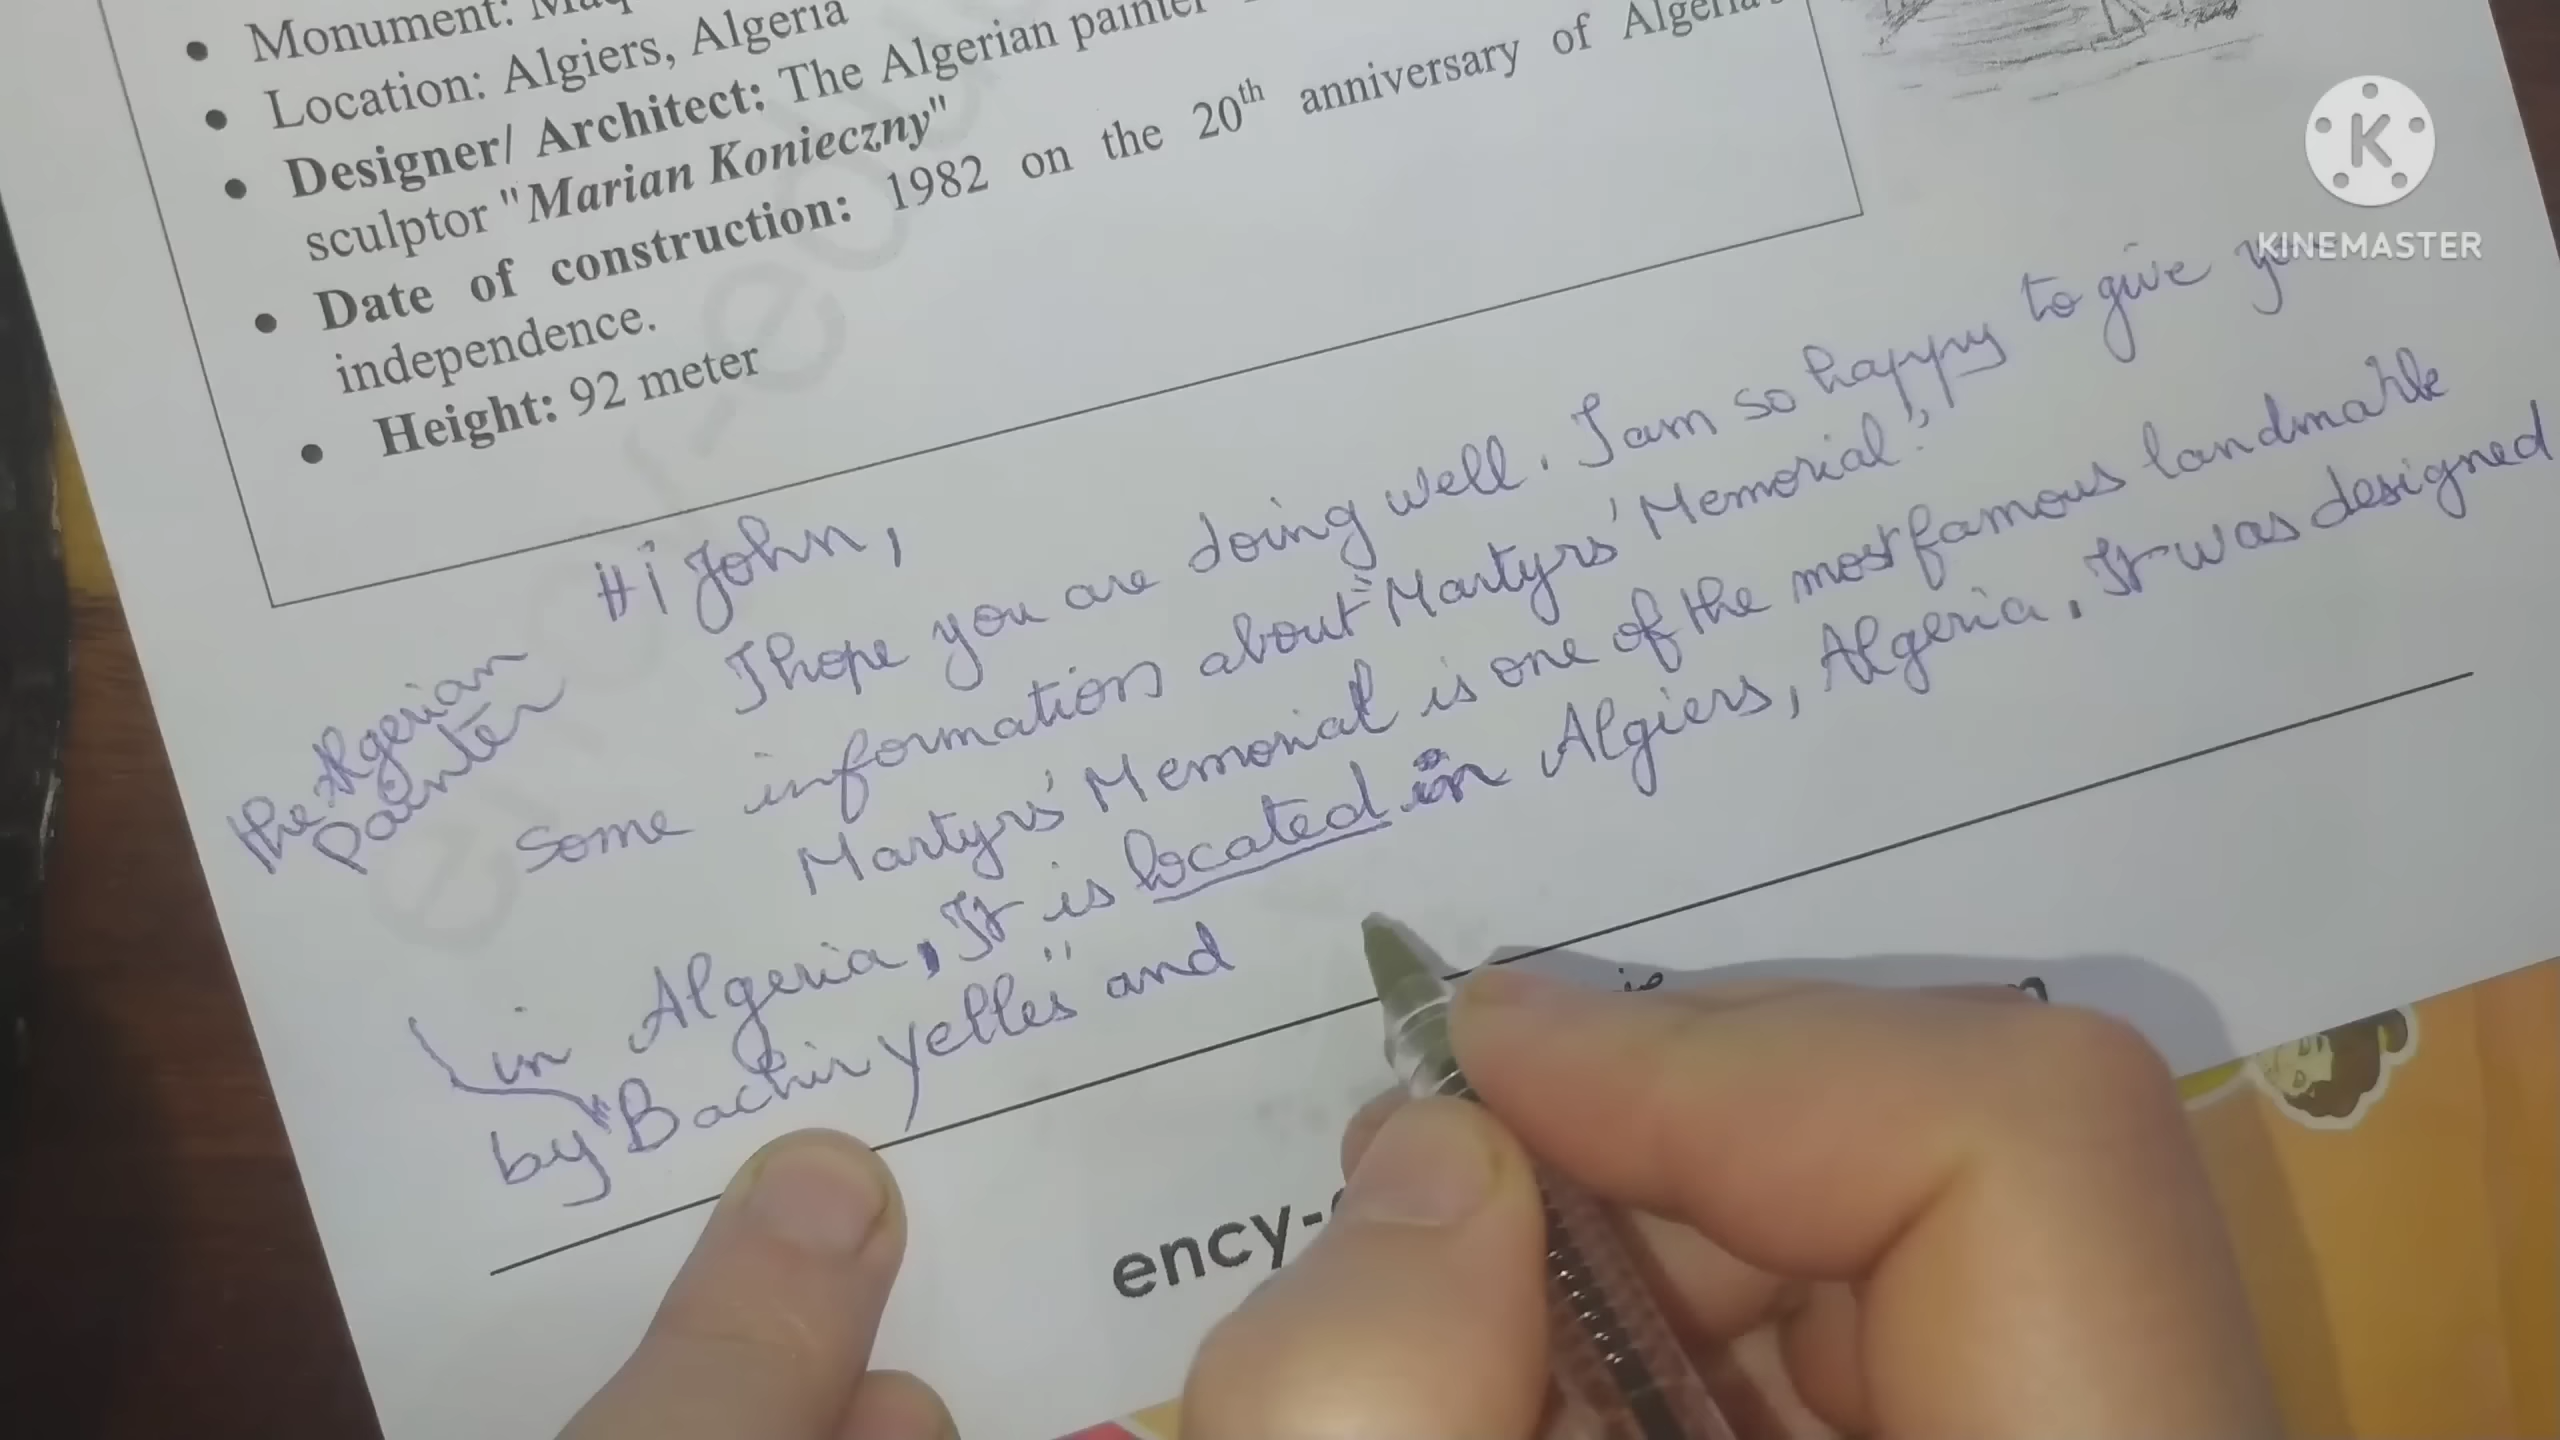 Monument:
Location: Algiers, Algeria
Designer/ Architect: The Algerian painter
sculptor "Marian Konieczny"
Date of construction: 1982 on the 20th anniversary of Algeria's
independence.
Height: 92 meter
KINEMASTER
Hi John,
I hope you are doing well. I am so happy to give you
some information about "Martyrs' Memorial".
Martyrs' Memorial is one of the most famous landmark
in Algeria, It is located in Algiers, Algeria. It was designed
the Algerian
painter
by "Bachir yelles" and
ency-